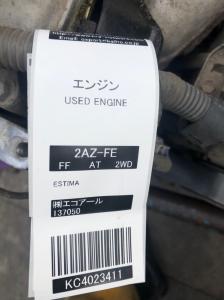 エンジン
USED ENGINE
2AZ-FE
FF AT 2WD
ESTIMA
㈱エコアール
137050
KC4023411